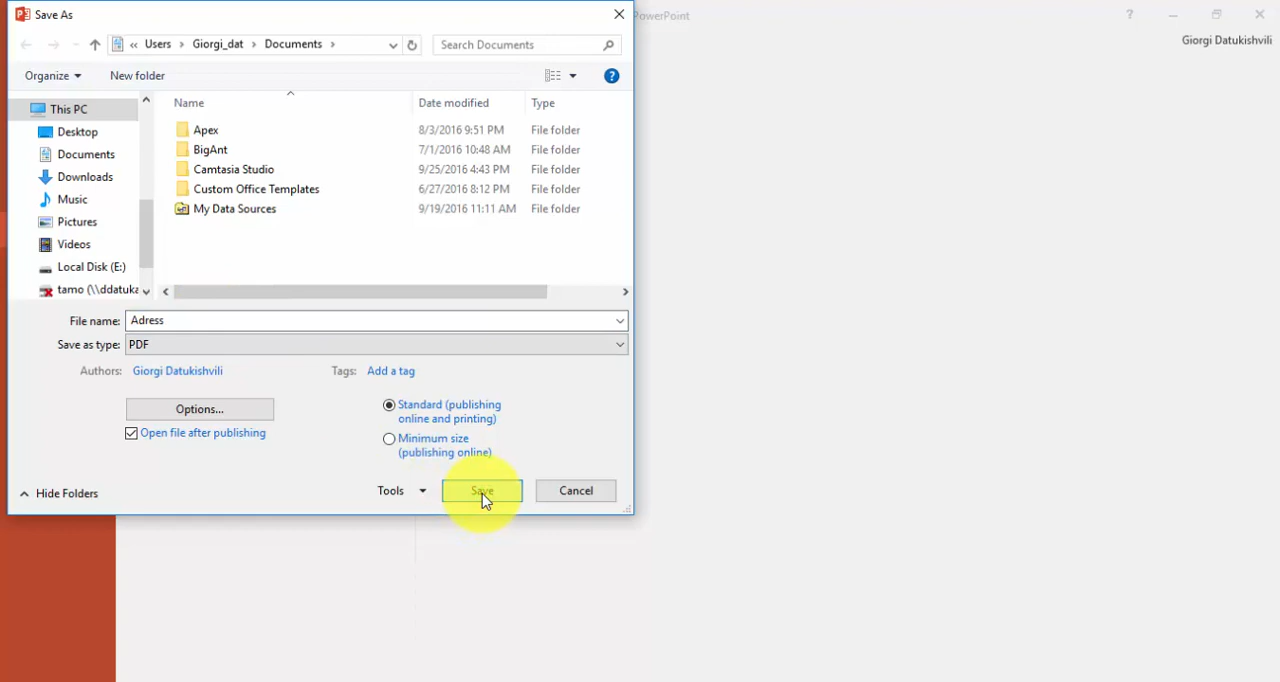 Save As
PowerPoint
?
Giorgi Datukishvili
« Users > Giorgi_dat > Documents >
Search Documents
Organize
New folder
?
This PC
Desktop
Documents
Downloads
Music
Pictures
Videos
Local Disk (E:)
tamo (\\ddatuka
Name Date modified Type
Apex 8/3/2016 9:51 PM File folder
BigAnt 7/1/2016 10:48 AM File folder
Camtasia Studio 9/25/2016 4:43 PM File folder
Custom Office Templates 6/27/2016 8:12 PM File folder
My Data Sources 9/19/2016 11:11 AM File folder
File name: Adress
Save as type: PDF
Authors: Giorgi Datukishvili
Tags: Add a tag
Options...
Open file after publishing
Standard (publishing
online and printing)
Minimum size
(publishing online)
Hide Folders
Tools
Save
Cancel